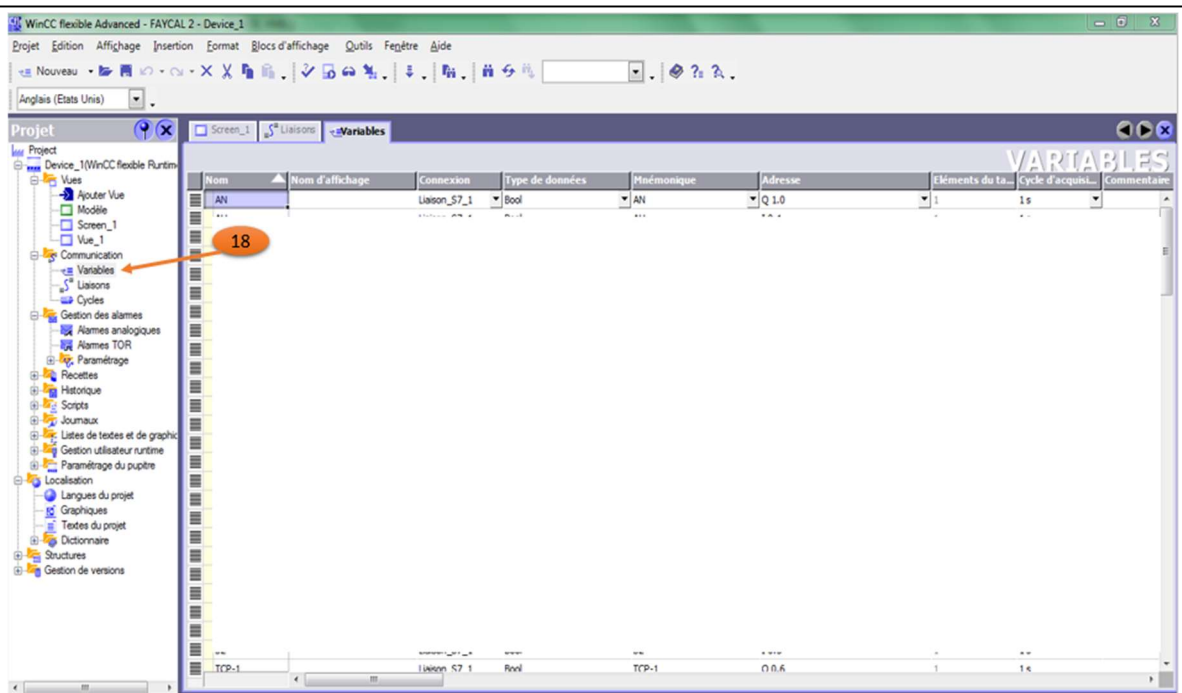 WinCC flexible Advanced - FAYCAL 2 - Device_1
Projet Edition Affichage Insertion Format Blocs d'affichage Outils Fenêtre Aide
Nouveau
Anglais (Etats Unis)
Projet
Screen_1 Liaisons Variables
VARIABLES
Nom Nom d'affichage Connexion Type de données Mnémonique Adresse Eléments du ta... Cycle d'acquisi... Commentaire
AN Liaison_S7_1 Bool AN Q 1.0 1 1 s
18
Project
Device_1(WinCC flexible Runtim
Vues
Ajouter Vue
Modèle
Screen_1
Vue_1
Communication
Variables
Liaisons
Cycles
Gestion des alarmes
Alarmes analogiques
Alarmes TOR
Paramétrage
Recettes
Historique
Scripts
Journaux
Listes de textes et de graphic
Gestion utilisateur runtime
Paramétrage du pupitre
Localisation
Langues du projet
Graphiques
Textes du projet
Dictionnaire
Structures
Gestion de versions
TCP-1 Liaison_S7_1 Bool TCP-1 Q 0.6 1 1 s